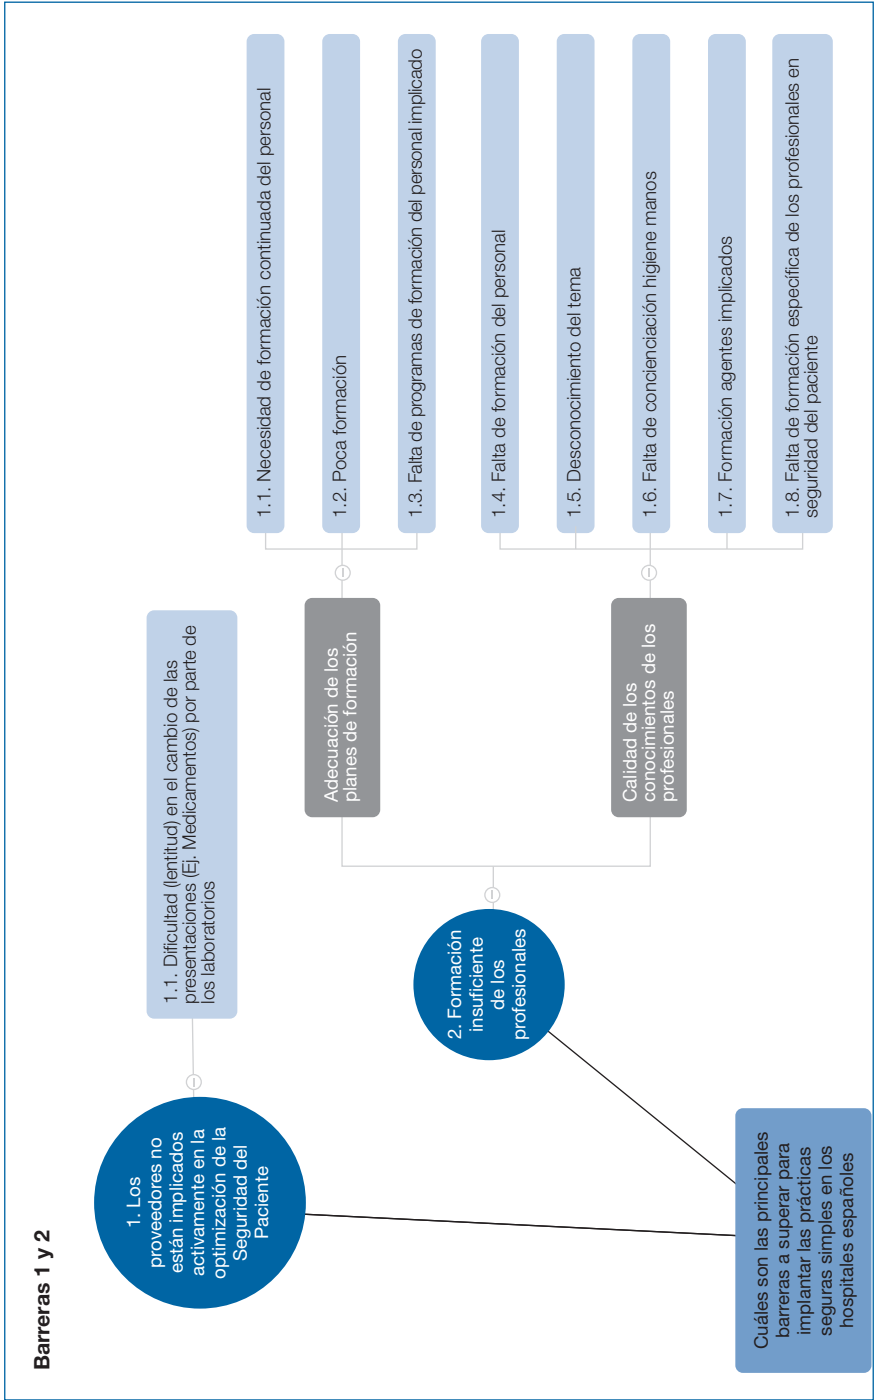 Barreras 1 y 2
Cuáles son las principales
barreras a superar para
implantar las prácticas
seguras simples en los
hospitales españoles
1. Los
proveedores no
están implicados
activamente en la
optimización de la
Seguridad del
Paciente
1.1. Dificultad (lentitud) en el cambio de las
presentaciones (Ej. Medicamentos) por parte de
los laboratorios
2. Formación
insuficiente
de los
profesionales
Adecuación de los
planes de formación
1.1. Necesidad de formación continuada del personal
1.2. Poca formación
1.3. Falta de programas de formación del personal implicado
Calidad de los
conocimientos de los
profesionales
1.4. Falta de formación del personal
1.5. Desconocimiento del tema
1.6. Falta de concienciación higiene manos
1.7. Formación agentes implicados
1.8. Falta de formación específica de los profesionales en
seguridad del paciente